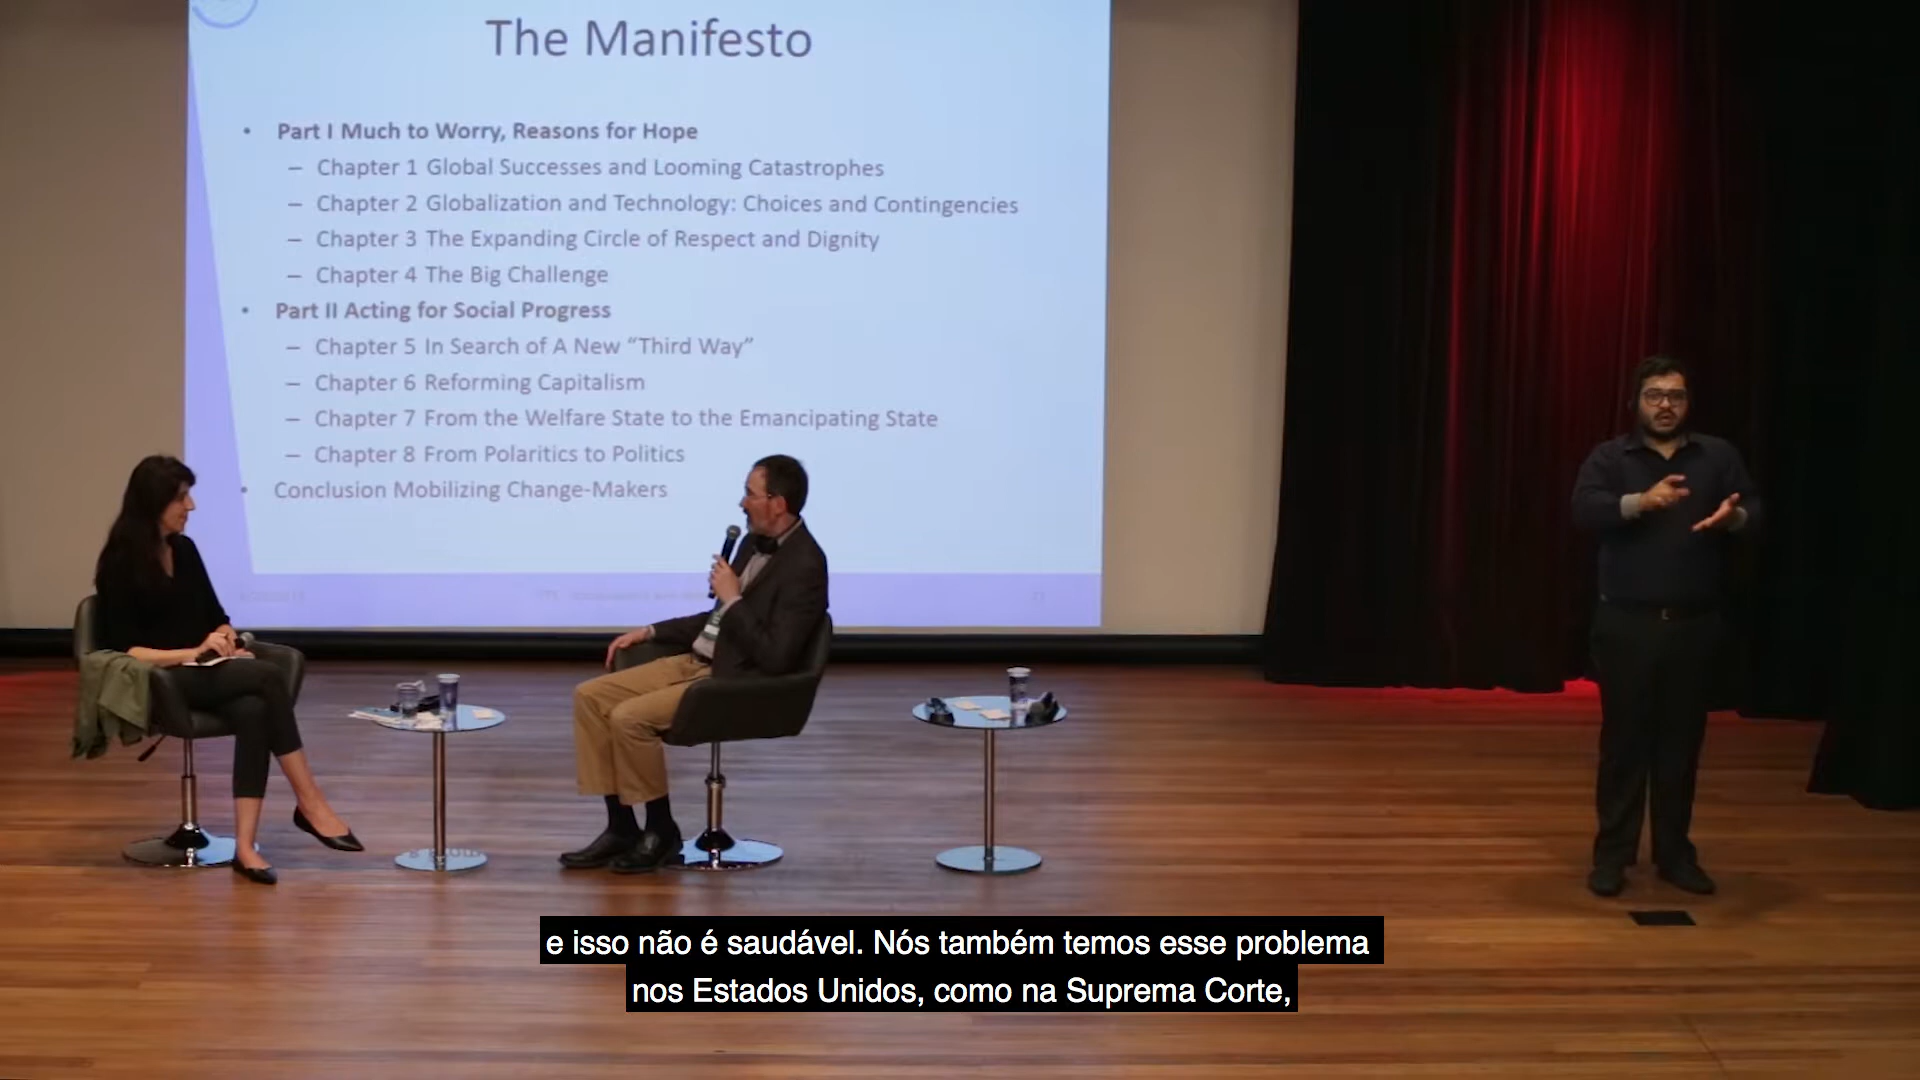 The Manifesto
• Part I Much to Worry, Reasons for Hope
– Chapter 1 Global Successes and Looming Catastrophes
– Chapter 2 Globalization and Technology: Choices and Contingencies
– Chapter 3 The Expanding Circle of Respect and Dignity
– Chapter 4 The Big Challenge
• Part II Acting for Social Progress
– Chapter 5 In Search of A New “Third Way”
– Chapter 6 Reforming Capitalism
– Chapter 7 From the Welfare State to the Emancipating State
– Chapter 8 From Polaritics to Politics
• Conclusion Mobilizing Change-Makers
e isso não é saudável. Nós também temos esse problema
nos Estados Unidos, como na Suprema Corte,